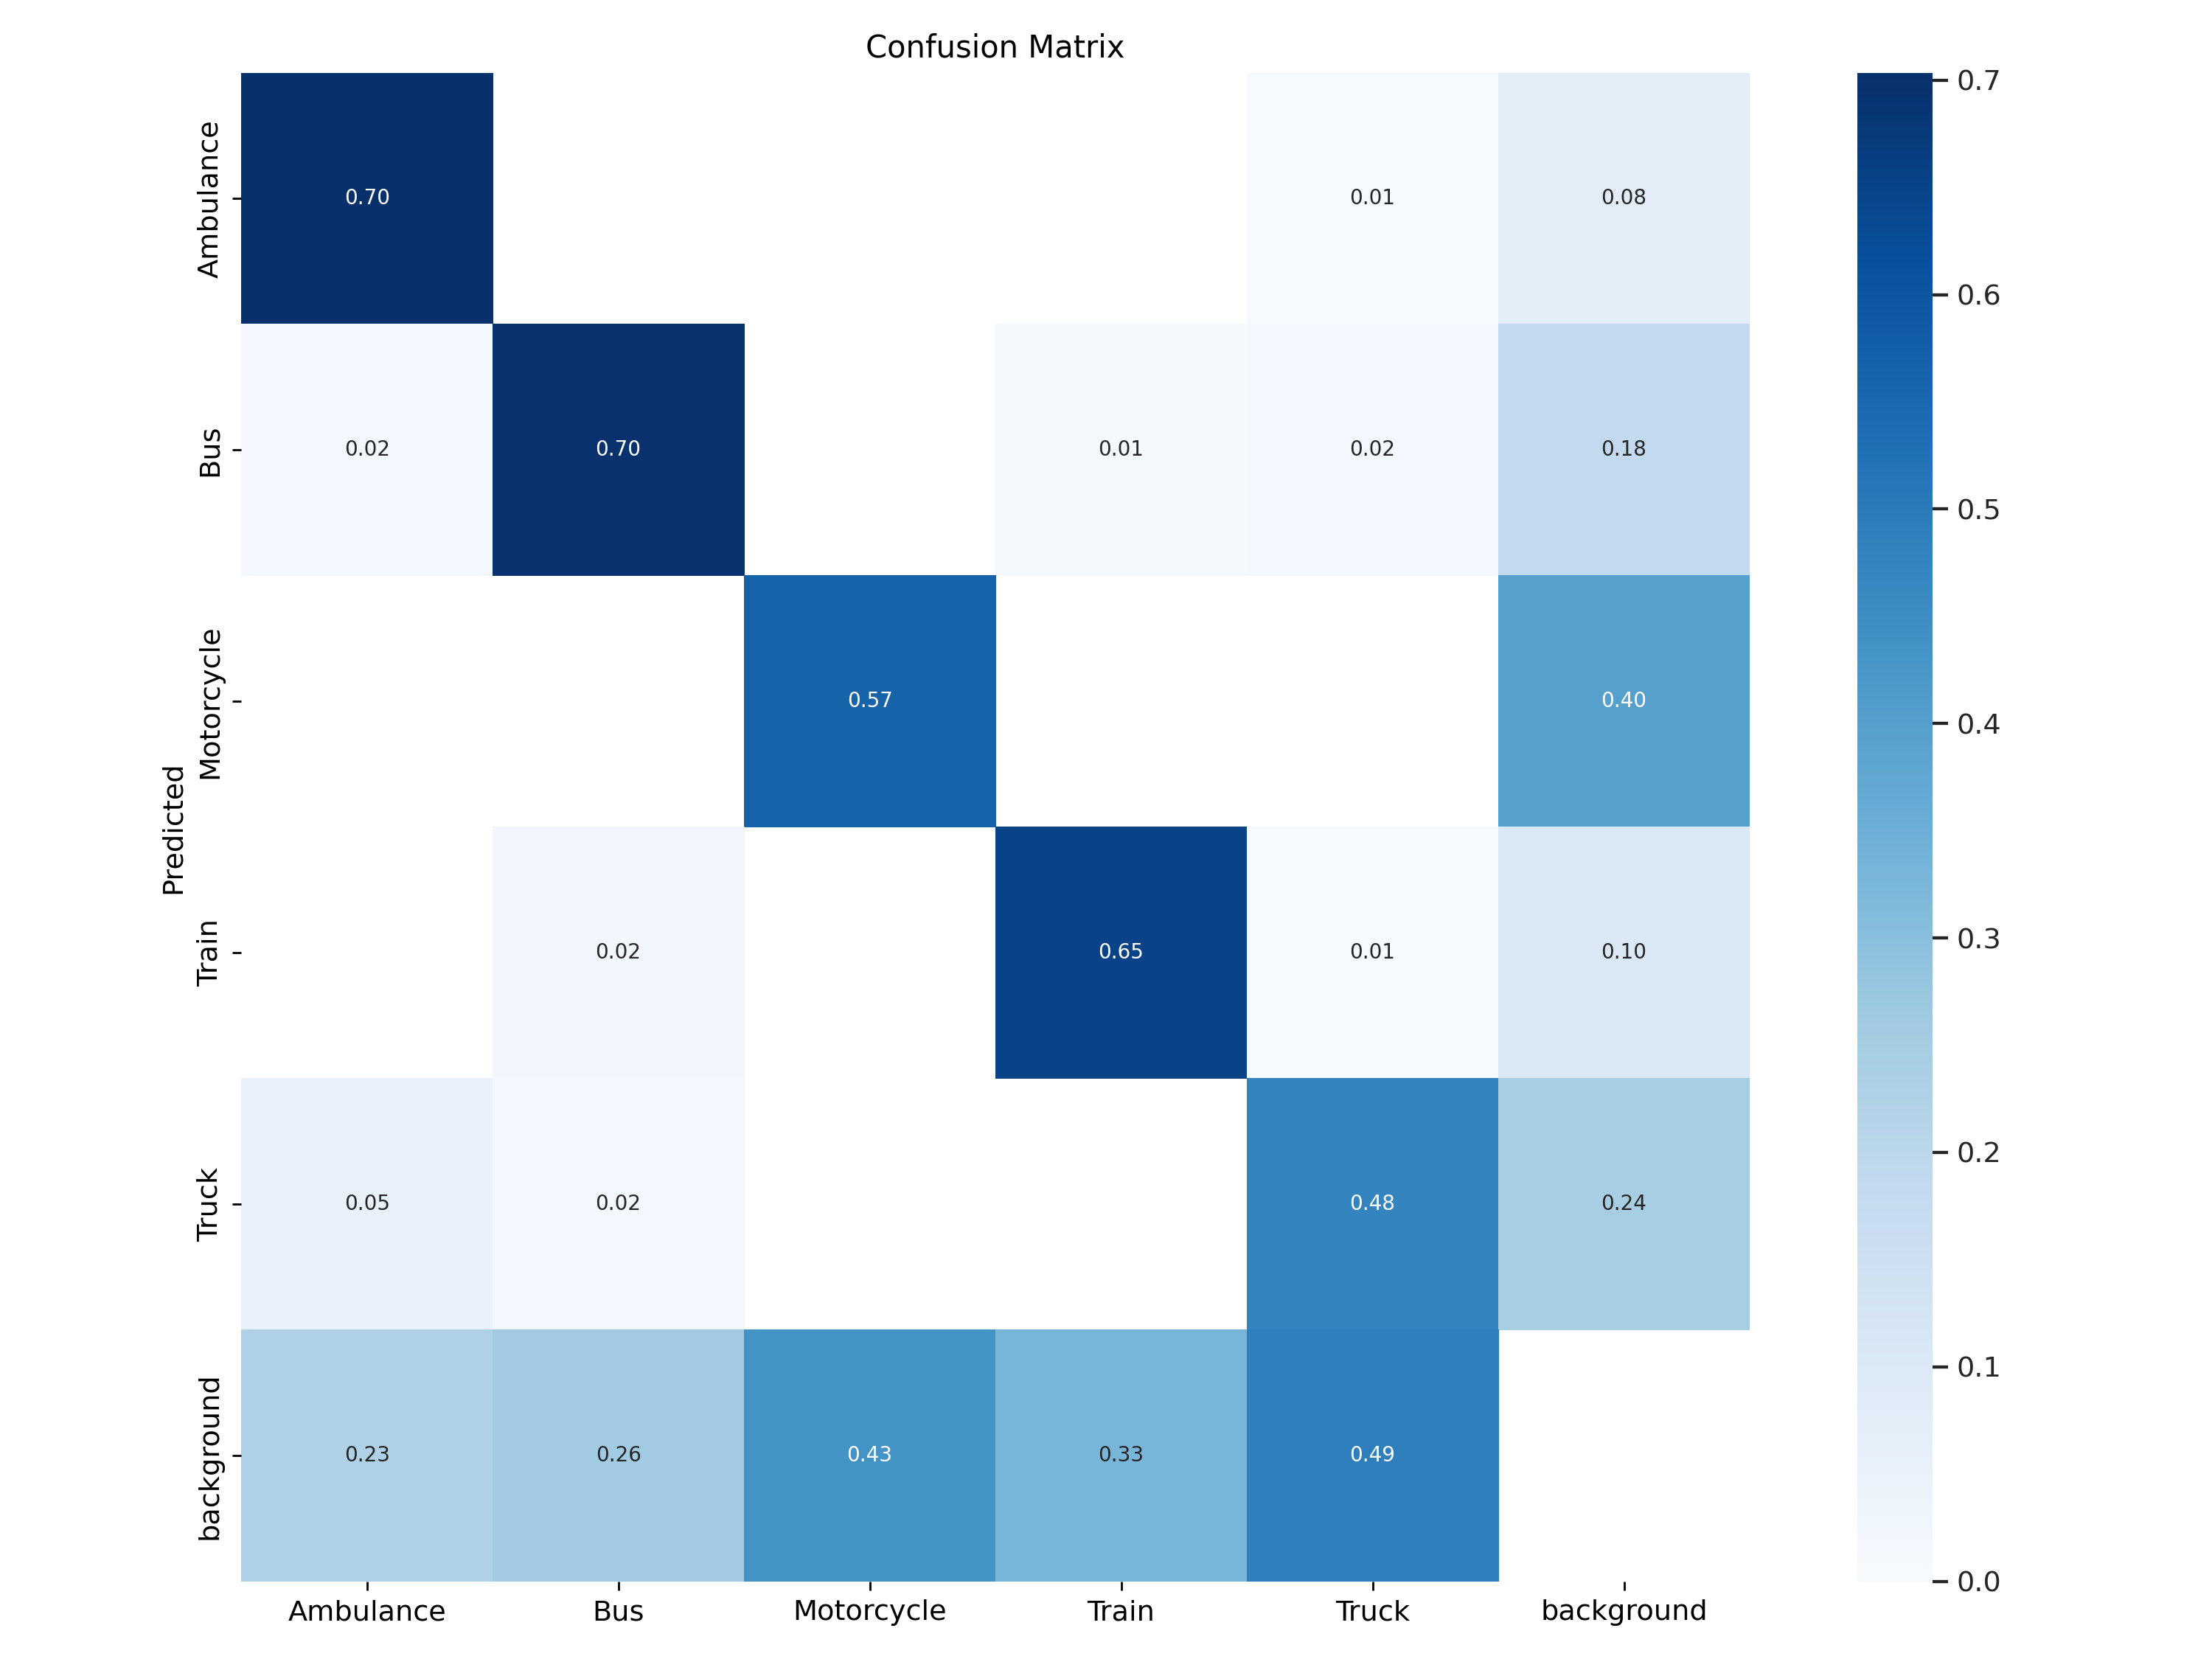 Confusion Matrix
Predicted
Ambulance 0.70 0.01 0.08
Bus 0.02 0.70 0.01 0.02 0.18
Motorcycle 0.57 0.40
Train 0.02 0.65 0.01 0.10
Truck 0.05 0.02 0.48 0.24
background 0.23 0.26 0.43 0.33 0.49
Ambulance Bus Motorcycle Train Truck background
0.7
0.6
0.5
0.4
0.3
0.2
0.1
0.0